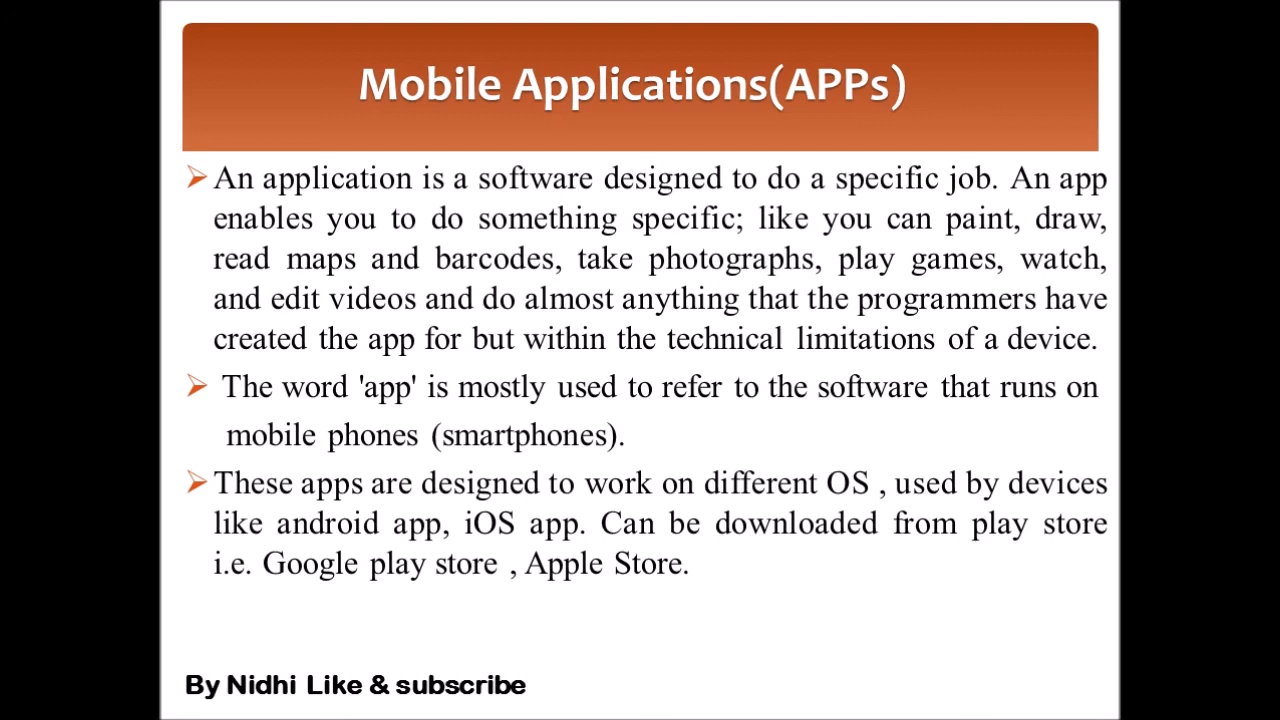 Mobile Applications(APPs)
An application is a software designed to do a specific job. An app
enables you to do something specific; like you can paint, draw,
read maps and barcodes, take photographs, play games, watch,
and edit videos and do almost anything that the programmers have
created the app for but within the technical limitations of a device.
The word 'app' is mostly used to refer to the software that runs on
mobile phones (smartphones).
These apps are designed to work on different OS , used by devices
like android app, iOS app. Can be downloaded from play store
i.e. Google play store , Apple Store.
By Nidhi Like & subscribe